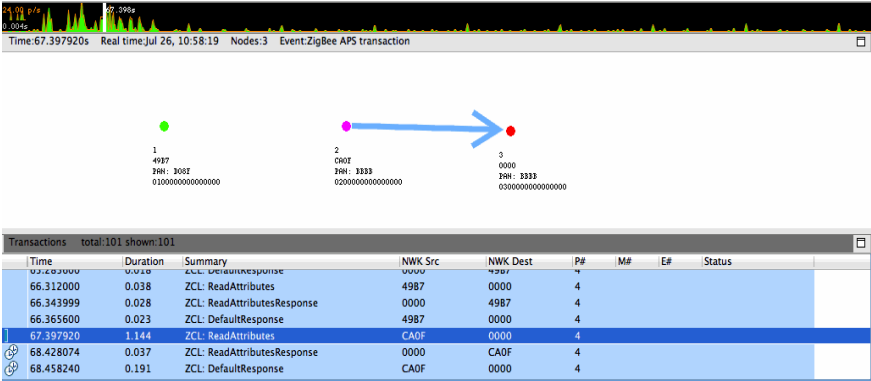 24.00 p/s
67.398s
0.004s
Time:67.397920s Real time:Jul 26, 10:58:19 Nodes:3 Event:ZigBee APS transaction
1
49B7
PAN: D08F
0100000000000000
2
CA0F
PAN: BBBB
0200000000000000
3
0000
PAN: BBBB
0300000000000000
Transactions total:101 shown:101
Time Duration Summary NWK Src NWK Dest P# M# E# Status
65.285000 0.018 ZCL: DefaultResponse 0000 49B7 4
66.312000 0.038 ZCL: ReadAttributes 49B7 0000 4
66.343999 0.028 ZCL: ReadAttributesResponse 0000 49B7 4
66.365600 0.023 ZCL: DefaultResponse 49B7 0000 4
67.397920 1.144 ZCL: ReadAttributes CA0F 0000 4
68.428074 0.037 ZCL: ReadAttributesResponse 0000 CA0F 4
68.458240 0.191 ZCL: DefaultResponse CA0F 0000 4